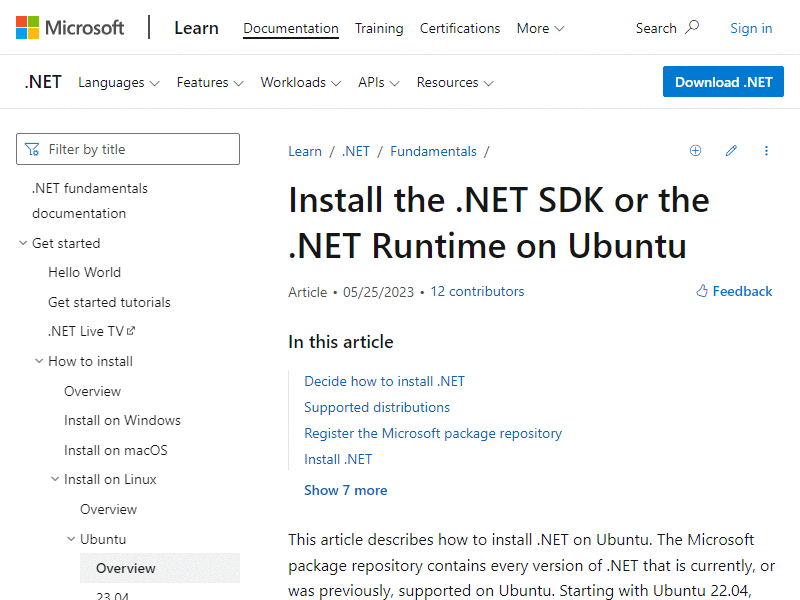 Microsoft
Learn
Documentation
Training
Certifications
More
Search
Sign in
.NET
Languages
Features
Workloads
APIs
Resources
Download .NET
Filter by title
.NET fundamentals
documentation
Get started
Hello World
Get started tutorials
.NET Live TV
How to install
Overview
Install on Windows
Install on macOS
Install on Linux
Overview
Ubuntu
Overview
23.04
Learn / .NET / Fundamentals /
Install the .NET SDK or the
.NET Runtime on Ubuntu
Article • 05/25/2023 • 12 contributors
Feedback
In this article
Decide how to install .NET
Supported distributions
Register the Microsoft package repository
Install .NET
Show 7 more
This article describes how to install .NET on Ubuntu. The Microsoft
package repository contains every version of .NET that is currently, or
was previously, supported on Ubuntu. Starting with Ubuntu 22.04,